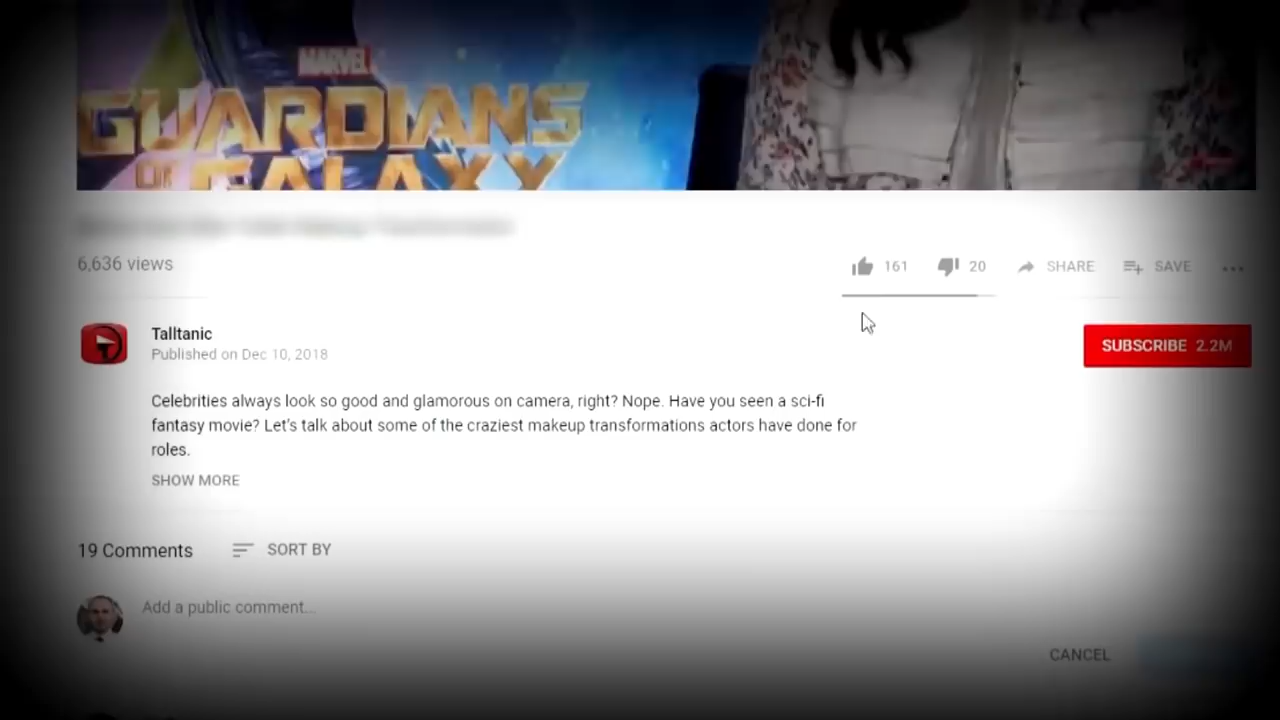 MARVEL
GUARDIANS
OF GALAXY
6,636 views
161 20 SHARE SAVE
Talltanic
Published on Dec 10, 2018
SUBSCRIBE 2.2M
Celebrities always look so good and glamorous on camera, right? Nope. Have you seen a sci-fi
fantasy movie? Let's talk about some of the craziest makeup transformations actors have done for
roles.
SHOW MORE
19 Comments SORT BY
Add a public comment...
CANCEL